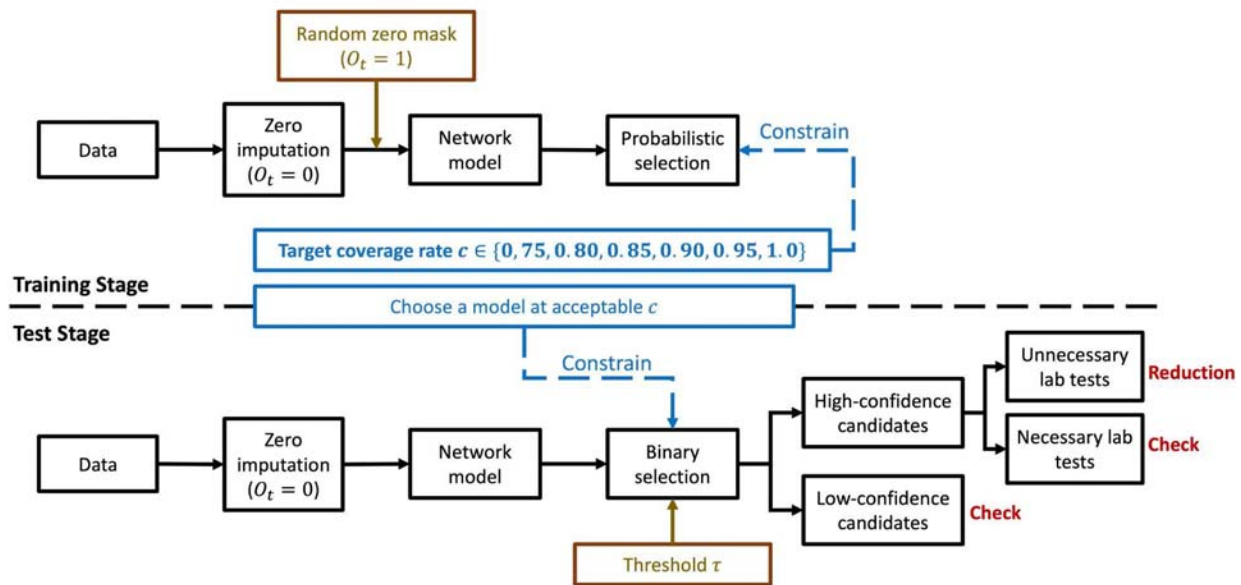 Random zero mask
(𝑂ₜ = 1)
Data
Zero
imputation
(𝑂ₜ = 0)
Network
model
Probabilistic
selection
Constrain
Target coverage rate 𝒄 ∈ {0, 75, 0.80, 0.85, 0.90, 0.95, 1.0}
Training Stage
Choose a model at acceptable 𝑐
Test Stage
Constrain
Data
Zero
imputation
(𝑂ₜ = 0)
Network
model
Binary
selection
Threshold 𝜏
High-confidence
candidates
Low-confidence
candidates
Check
Unnecessary
lab tests
Reduction
Necessary lab
tests
Check